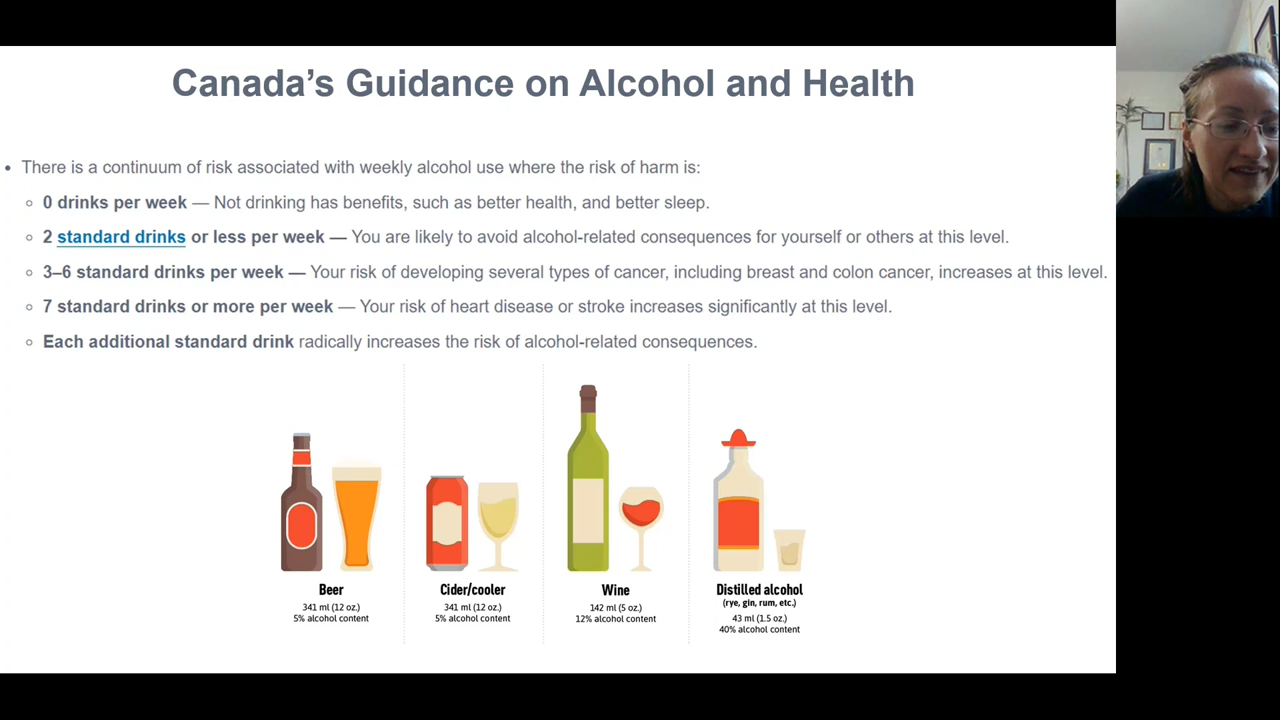 Canada’s Guidance on Alcohol and Health
• There is a continuum of risk associated with weekly alcohol use where the risk of harm is:
○ 0 drinks per week — Not drinking has benefits, such as better health, and better sleep.
○ 2 standard drinks or less per week — You are likely to avoid alcohol-related consequences for yourself or others at this level.
○ 3–6 standard drinks per week — Your risk of developing several types of cancer, including breast and colon cancer, increases at this level.
○ 7 standard drinks or more per week — Your risk of heart disease or stroke increases significantly at this level.
○ Each additional standard drink radically increases the risk of alcohol-related consequences.
Beer
341 ml (12 oz.)
5% alcohol content
Cider/cooler
341 ml (12 oz.)
5% alcohol content
Wine
142 ml (5 oz.)
12% alcohol content
Distilled alcohol
(rye, gin, rum, etc.)
43 ml (1.5 oz.)
40% alcohol content